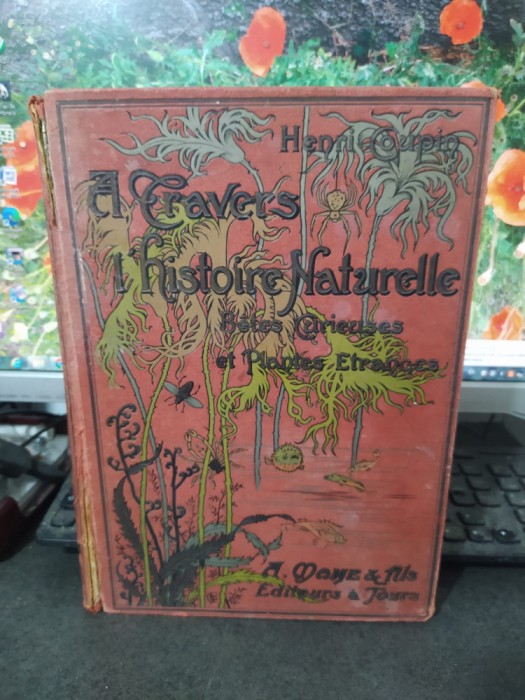 Henri Coupin
A Travers
l'histoire Naturelle
Bêtes Curieuses
et Plantes Etranges
A. Mame & fils
Editeurs à Tours